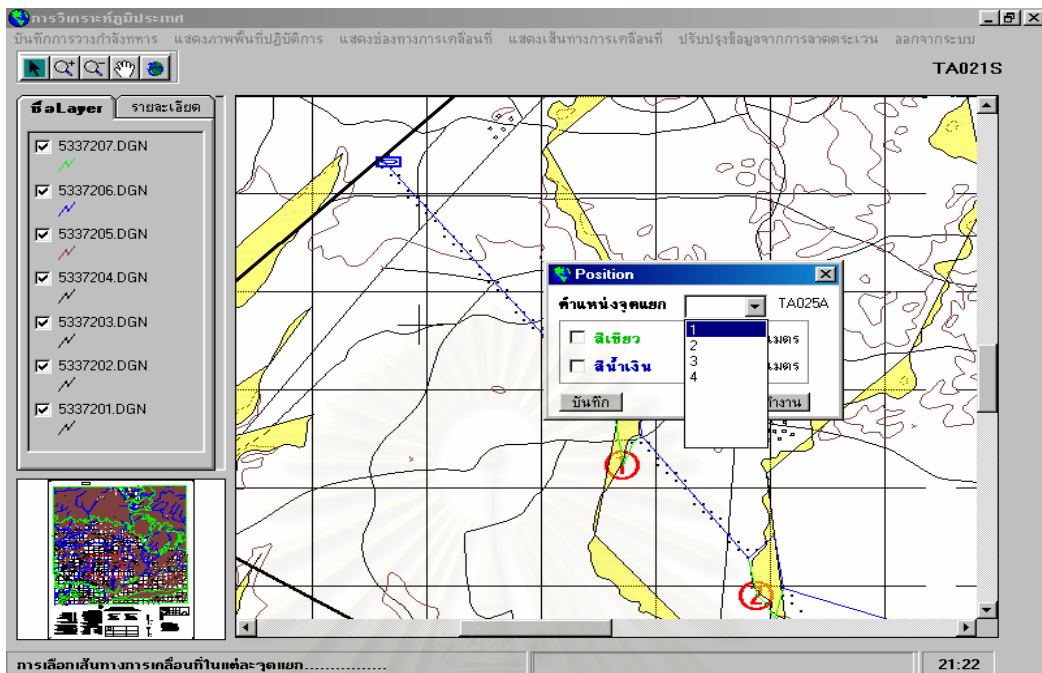 การวิเคราะห์ภูมิประเทศ
บันทึกการวางกำลังทหาร แสดงภาพพื้นที่ปฏิบัติการ แสดงช่องทางการเคลื่อนที่ แสดงเส้นทางการเคลื่อนที่ ปรับปรุงข้อมูลจากการลาดตระเวน ออกจากระบบ
TA021S
ชื่อLayer รายละเอียด
5337207.DGN
5337206.DGN
5337205.DGN
5337204.DGN
5337203.DGN
5337202.DGN
5337201.DGN
Position
ตำแหน่งจุดแยก TA025A
สีเขียว เมตร
สีน้ำเงิน เมตร
1
2
3
4
บันทึก ทำงาน
1
2
การเลือกเส้นทางการเคลื่อนที่ในแต่ละจุดแยก................
21:22